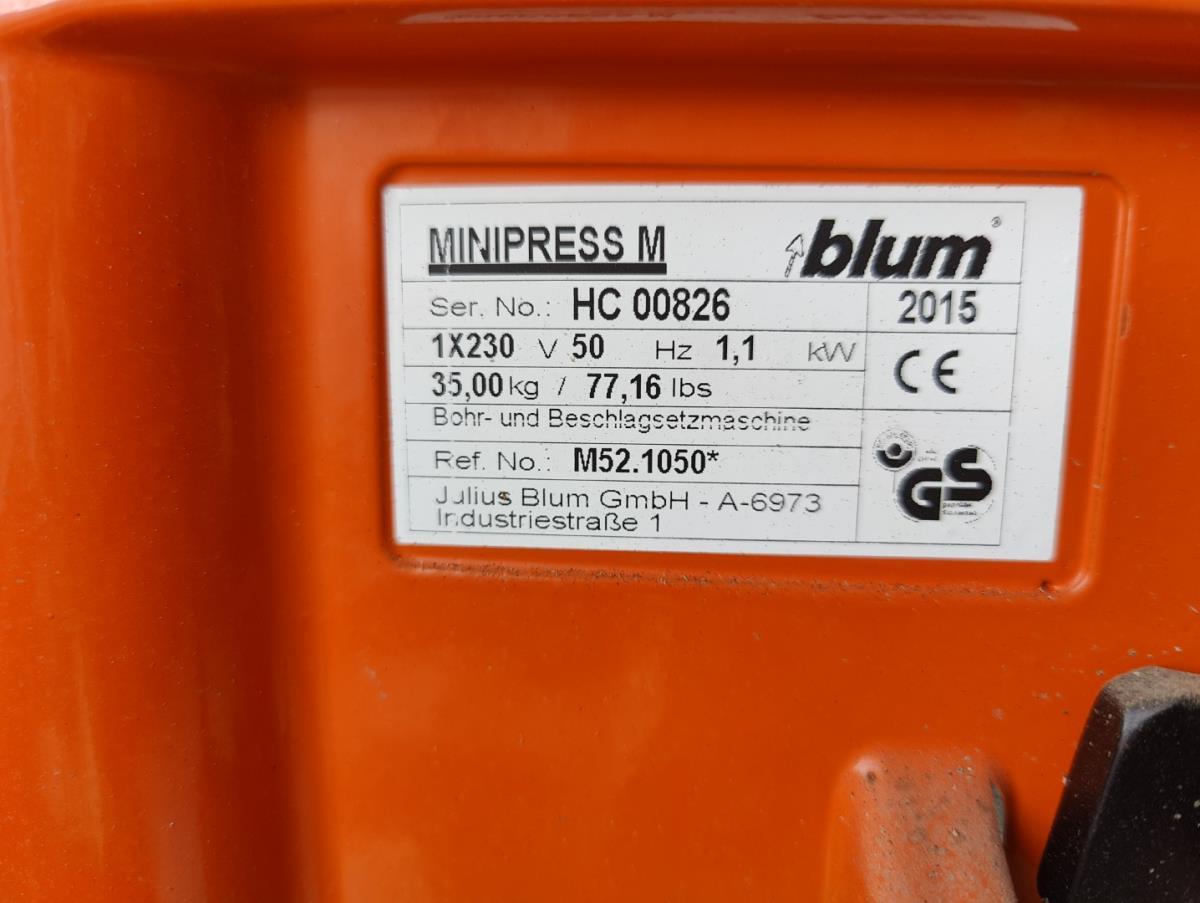 MINIPRESS M
blum®
Ser. No.: HC 00826
2015
1X230 V 50 Hz 1,1 kW
CE
35,00 kg / 77,16 lbs
Bohr- und Beschlagsetzmaschine
Ref. No.: M52.1050*
GS
Julius Blum GmbH - A-6973
Industriestraße 1